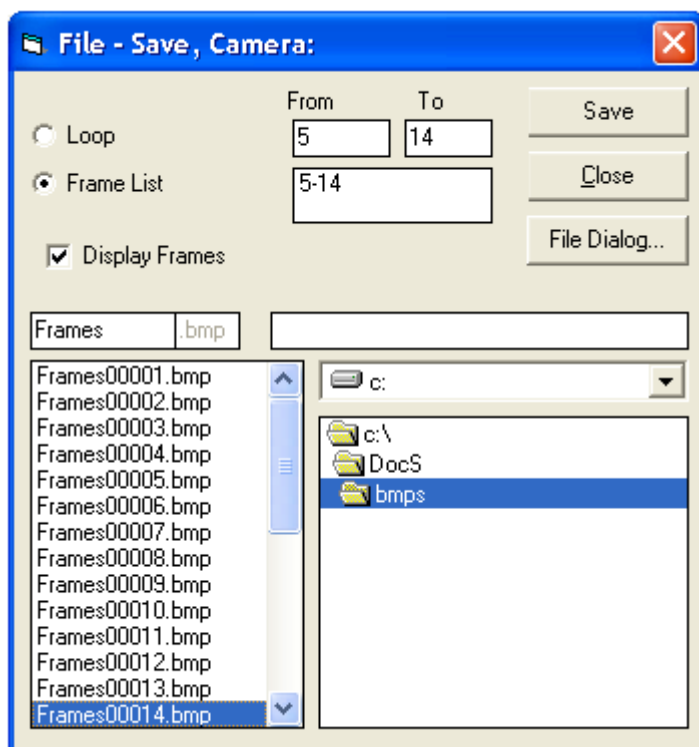 File - Save, Camera:
From To
Save
Loop
5 14
Frame List
5-14
Close
Display Frames
File Dialog...
Frames .bmp
Frames00001.bmp
Frames00002.bmp
Frames00003.bmp
Frames00004.bmp
Frames00005.bmp
Frames00006.bmp
Frames00007.bmp
Frames00008.bmp
Frames00009.bmp
Frames00010.bmp
Frames00011.bmp
Frames00012.bmp
Frames00013.bmp
Frames00014.bmp
c:
c:\
DocS
bmps